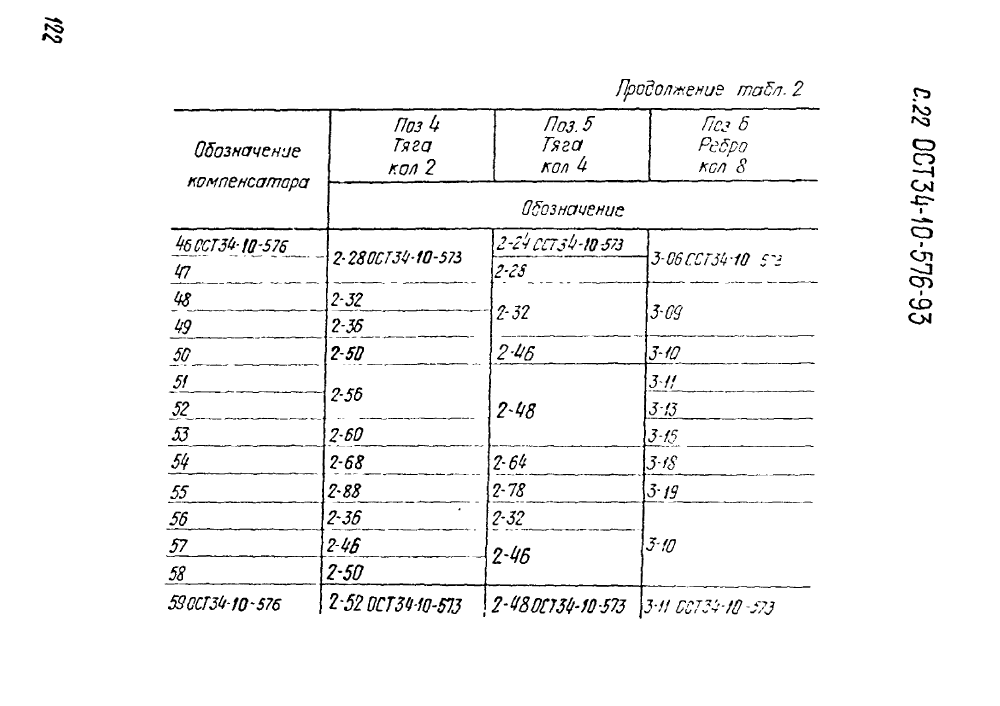 122
Продолжение табл. 2
с.22 ОСТ34-10-576-93
Обозначение компенсатора
Поз 4 Тяга кол 2
Поз. 5 Тяга кол 4
Поз 6 Ребро кол 8
Обозначение
46 ОСТ34-10-576 2-28 ОСТ34-10-573 2-24 ОСТ34-10-573 3-06 ОСТ34-10
47 2-28
48 2-32 2-32 3-09
49 2-36
50 2-50 2-46 3-10
51 2-56 2-48 3-11
52 3-13
53 2-60 3-15
54 2-68 2-64 3-18
55 2-88 2-78 3-19
56 2-36 2-32 3-10
57 2-46 2-46
58 2-50
59 ОСТ34-10-576 2-52 ОСТ34-10-573 2-48 ОСТ34-10-573 3-11 ОСТ34-10-573